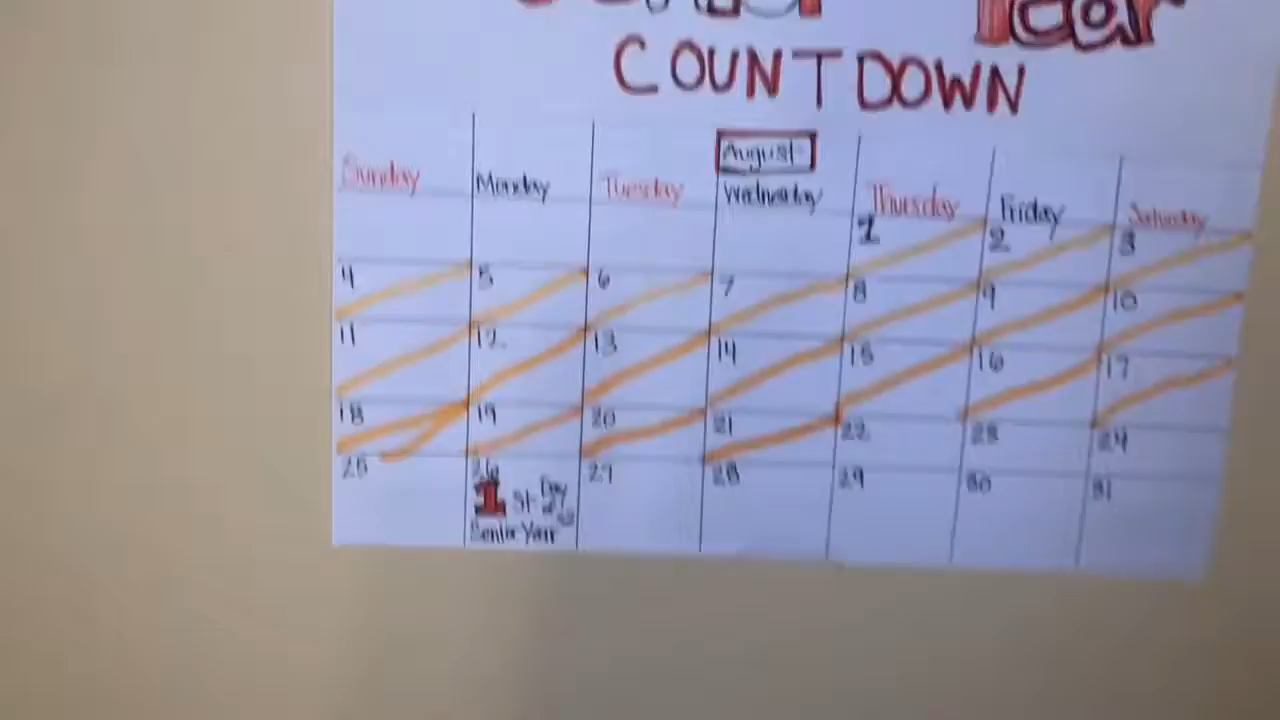 COUNTDOWN
August
Sunday Monday Tuesday Wednesday Thursday Friday Saturday
1 2 3
4 5 6 7 8 9 10
11 12 13 14 15 16 17
18 19 20 21 22 23 24
25 26 27 28 29 30 31
1st Day
Senior Year